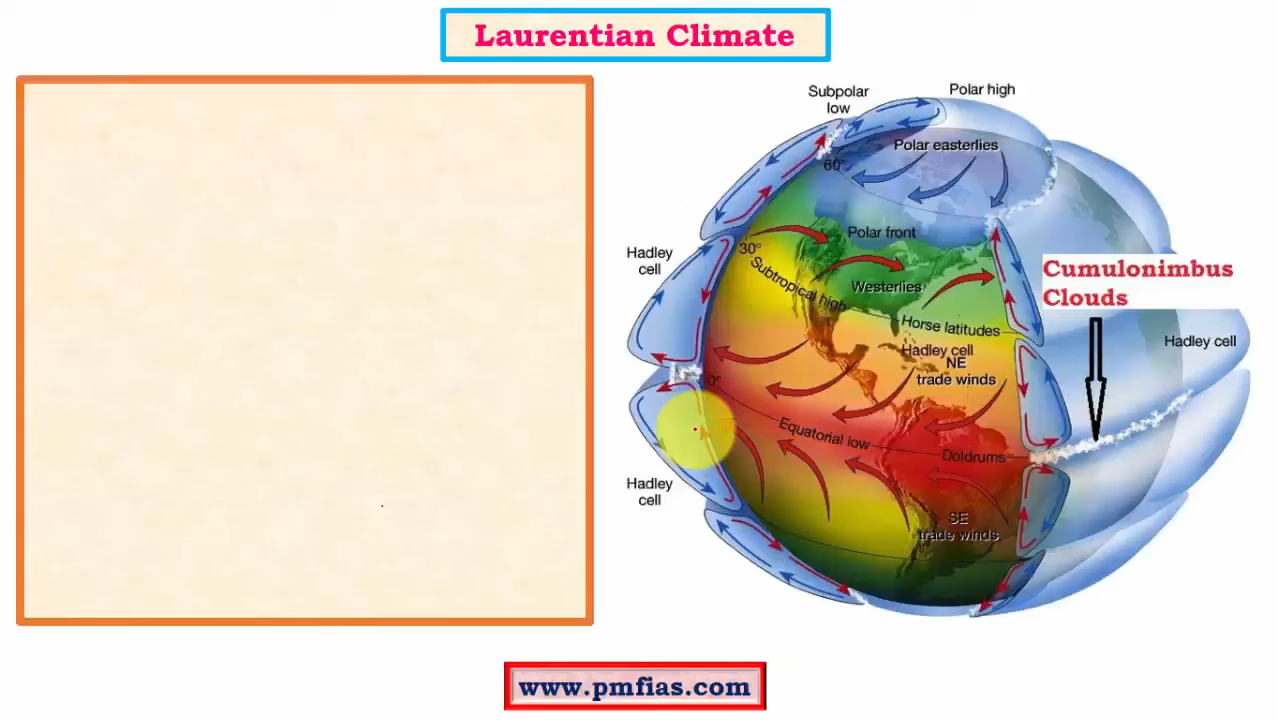 Laurentian Climate
Subpolar
low
Polar high
Polar easterlies
60°
Polar front
30°
Hadley
cell
Subtropical high
Westerlies
Cumulonimbus
Clouds
Horse latitudes
Hadley cell
Hadley cell
NE
trade winds
0°
Equatorial low
Doldrums
Hadley
cell
SE
trade winds
www.pmfias.com